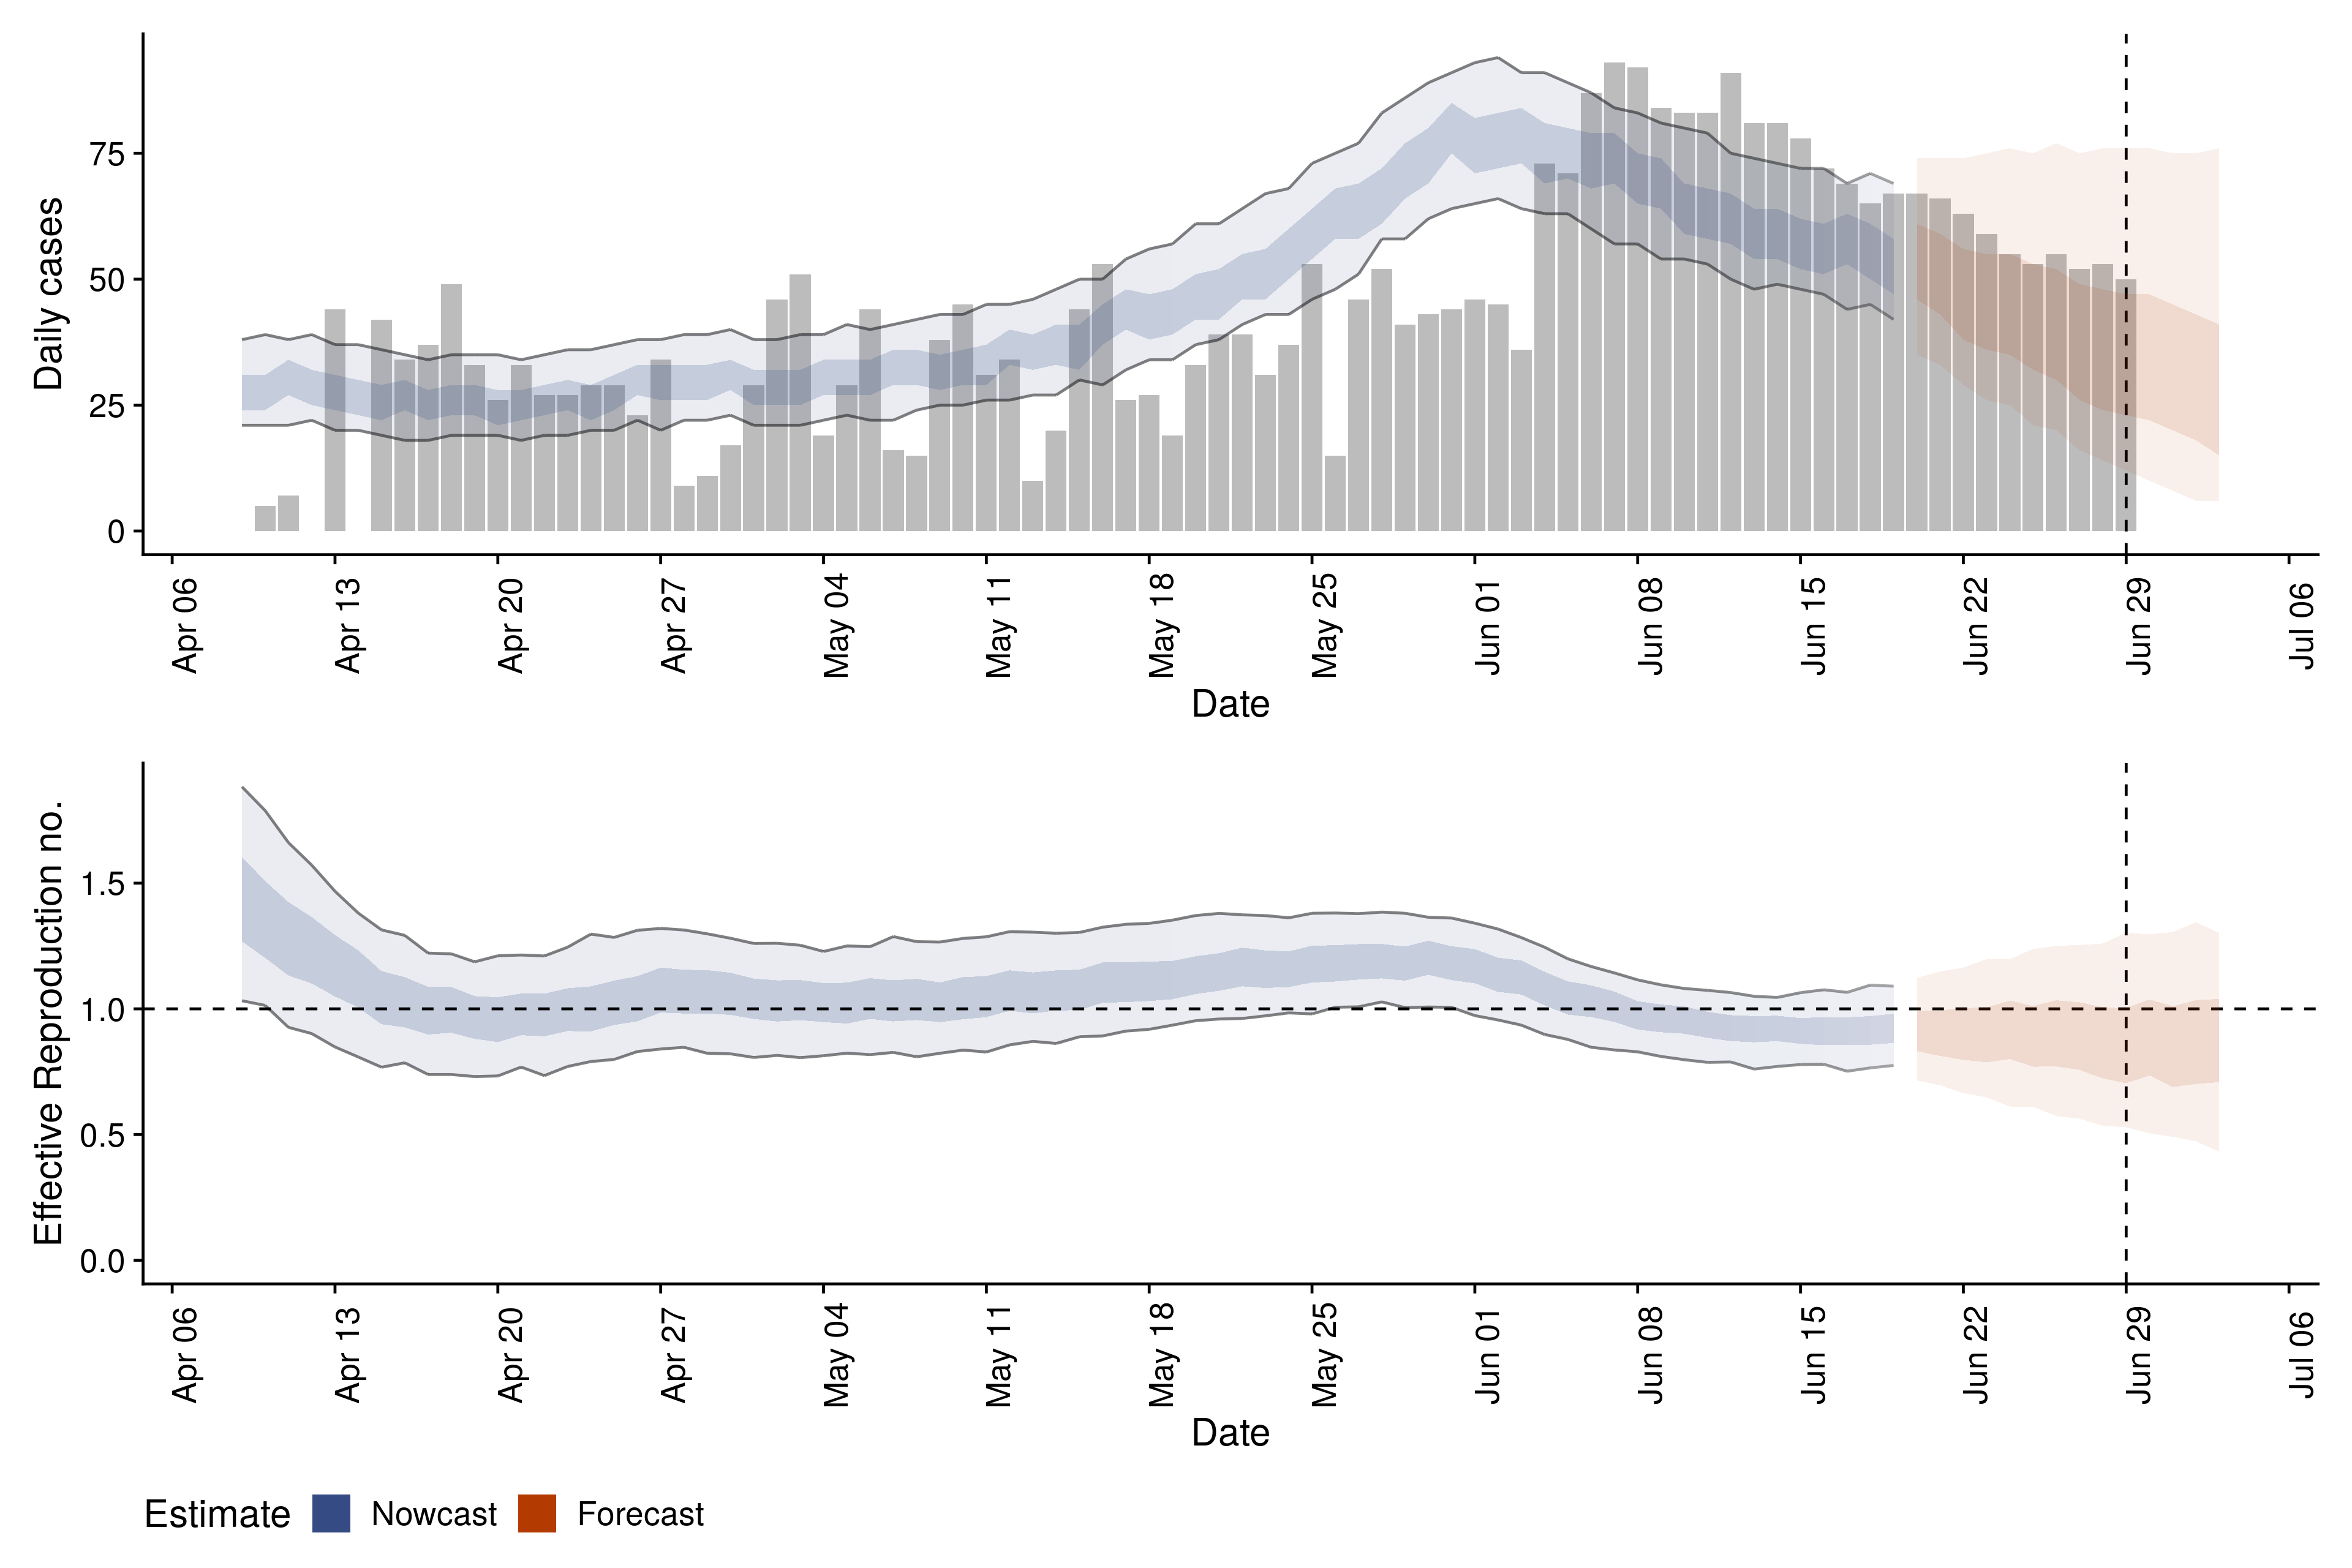 Daily cases
75
50
25
0
Apr 06
Apr 13
Apr 20
Apr 27
May 04
May 11
May 18
May 25
Jun 01
Jun 08
Jun 15
Jun 22
Jun 29
Jul 06
Date
Effective Reproduction no.
1.5
1.0
0.5
0.0
Apr 06
Apr 13
Apr 20
Apr 27
May 04
May 11
May 18
May 25
Jun 01
Jun 08
Jun 15
Jun 22
Jun 29
Jul 06
Date
Estimate Nowcast Forecast